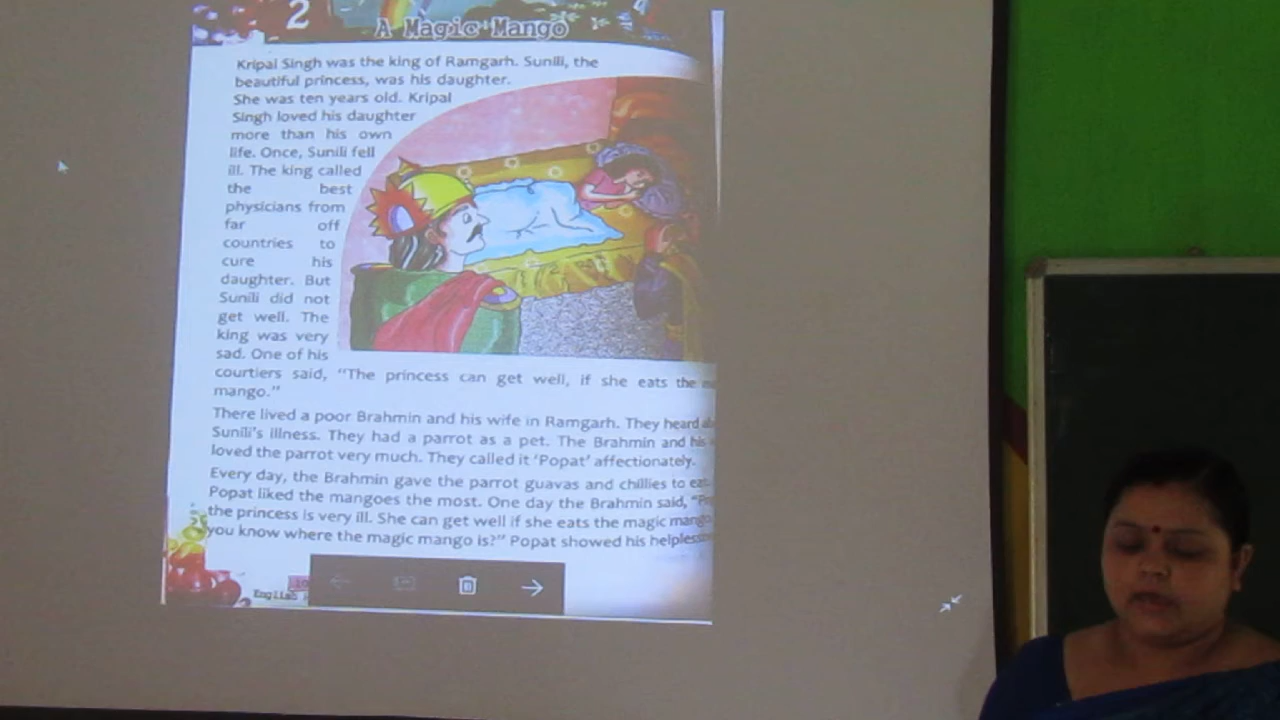 2
A Magic Mango
Kripal Singh was the king of Ramgarh. Sunili, the
beautiful princess, was his daughter.
She was ten years old. Kripal
Singh loved his daughter
more than his own
life. Once, Sunili fell
ill. The king called
the best
physicians from
far off
countries to
cure his
daughter. But
Sunili did not
get well. The
king was very
sad. One of his
courtiers said, "The princess can get well, if she eats the
mango."
There lived a poor Brahmin and his wife in Ramgarh. They heard
Sunili's illness. They had a parrot as a pet. The Brahmin and his
loved the parrot very much. They called it 'Popat' affectionately.
Every day, the Brahmin gave the parrot guavas and chillies to eat.
Popat liked the mangoes the most. One day the Brahmin said,
the princess is very ill. She can get well if she eats the magic mango
you know where the magic mango is?" Popat showed his
English